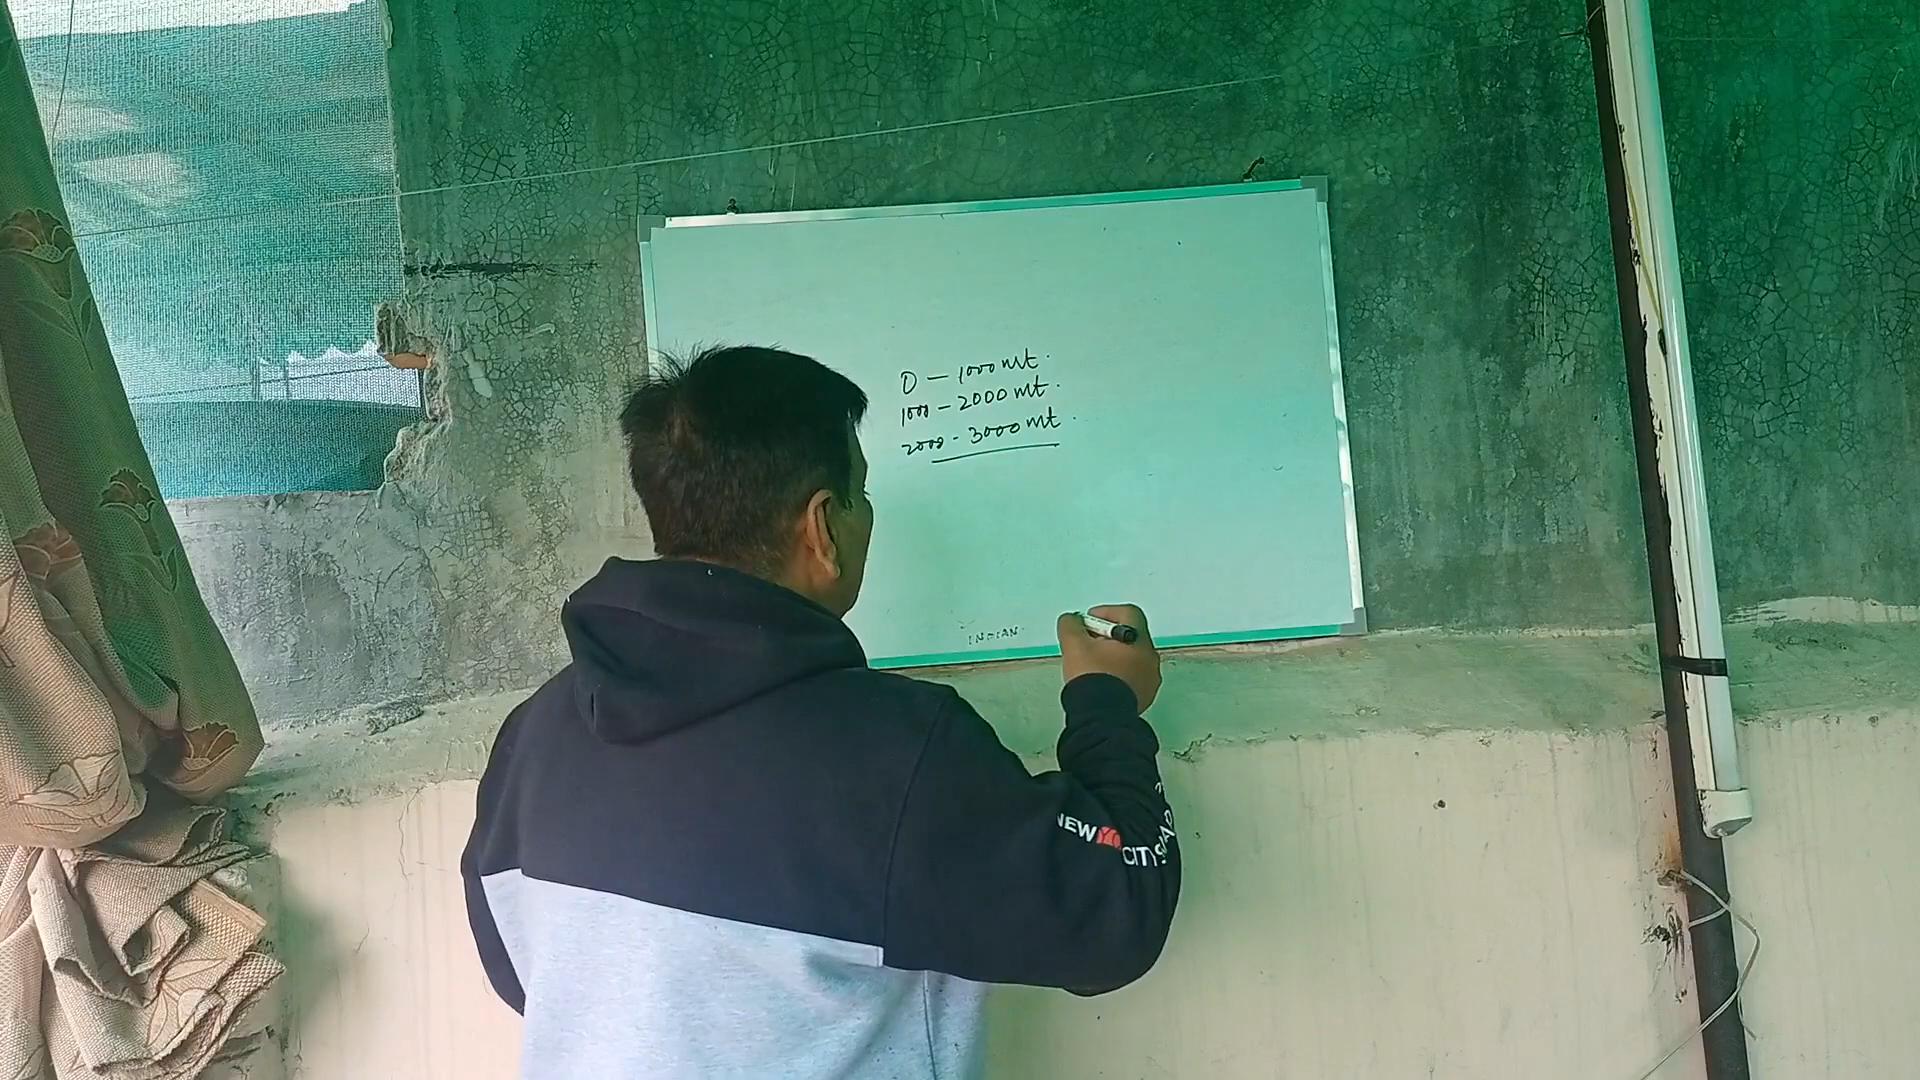 0 - 1000 mt.
1000 - 2000 mt.
2000 - 3000 mt.
INDIAN
NEW
CITY